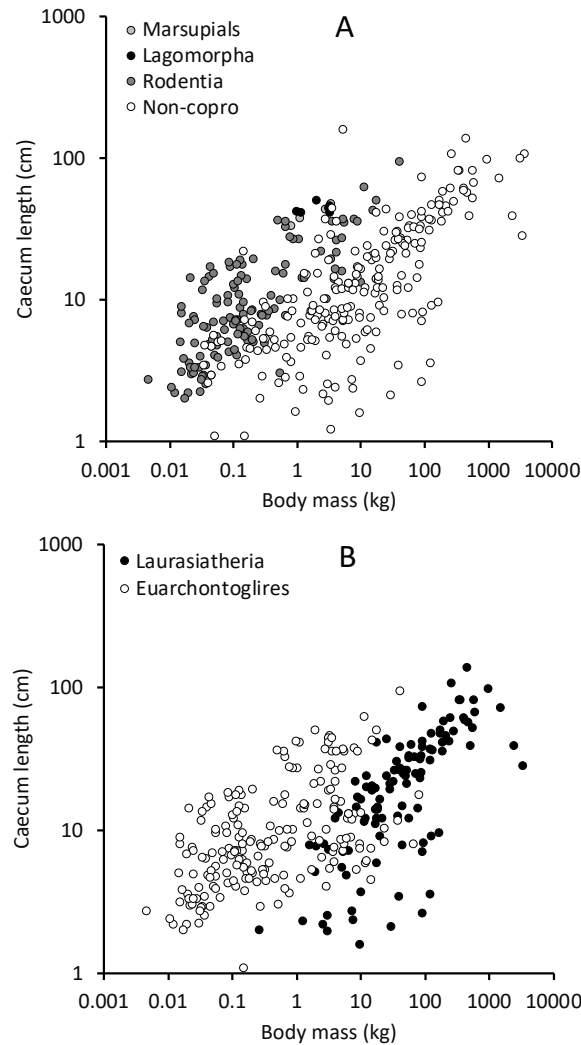 A
Marsupials
Lagomorpha
Rodentia
Non-copro
1000
100
10
1
Caecum length (cm)
0.001 0.01 0.1 1 10 100 1000 10000
Body mass (kg)
B
Laurasiatheria
Euarchontoglires
1000
100
10
1
Caecum length (cm)
0.001 0.01 0.1 1 10 100 1000 10000
Body mass (kg)